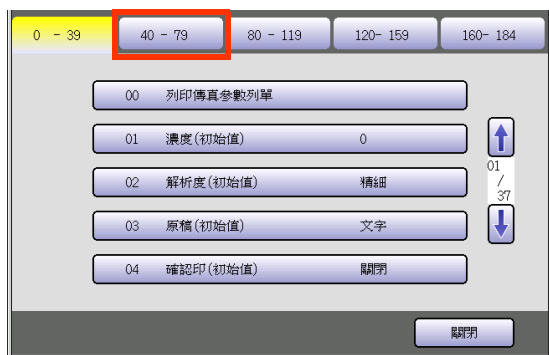 0 - 39 40 - 79 80 - 119 120- 159 160- 184
00 列印傳真參數列單
01 濃度(初始值) 0
02 解析度(初始值) 精細
03 原稿(初始值) 文字
04 確認印(初始值) 關閉
01
/
37
關閉